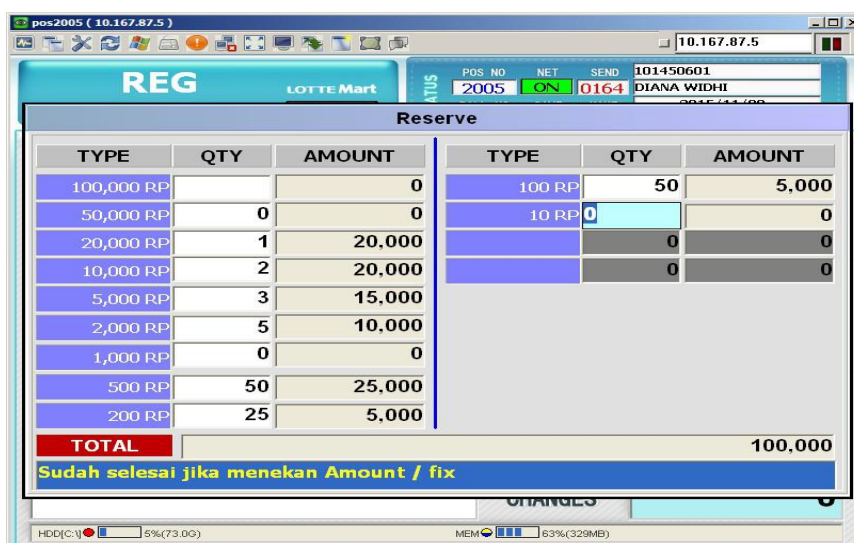 pos2005 ( 10.167.87.5 )
10.167.87.5
REG LOTTE Mart
POS NO NET SEND 101450601
2005 ON 0164 DIANA WIDHI
Reserve
TYPE QTY AMOUNT TYPE QTY AMOUNT
100,000 RP 0 100 RP 50 5,000
50,000 RP 0 0 10 RP 0 0
20,000 RP 1 20,000 0 0
10,000 RP 2 20,000 0 0
5,000 RP 3 15,000
2,000 RP 5 10,000
1,000 RP 0 0
500 RP 50 25,000
200 RP 25 5,000
TOTAL 100,000
Sudah selesai jika menekan Amount / fix
CHANGES
HDD[C:\] 5%(73.0G) MEM 63%(329MB)